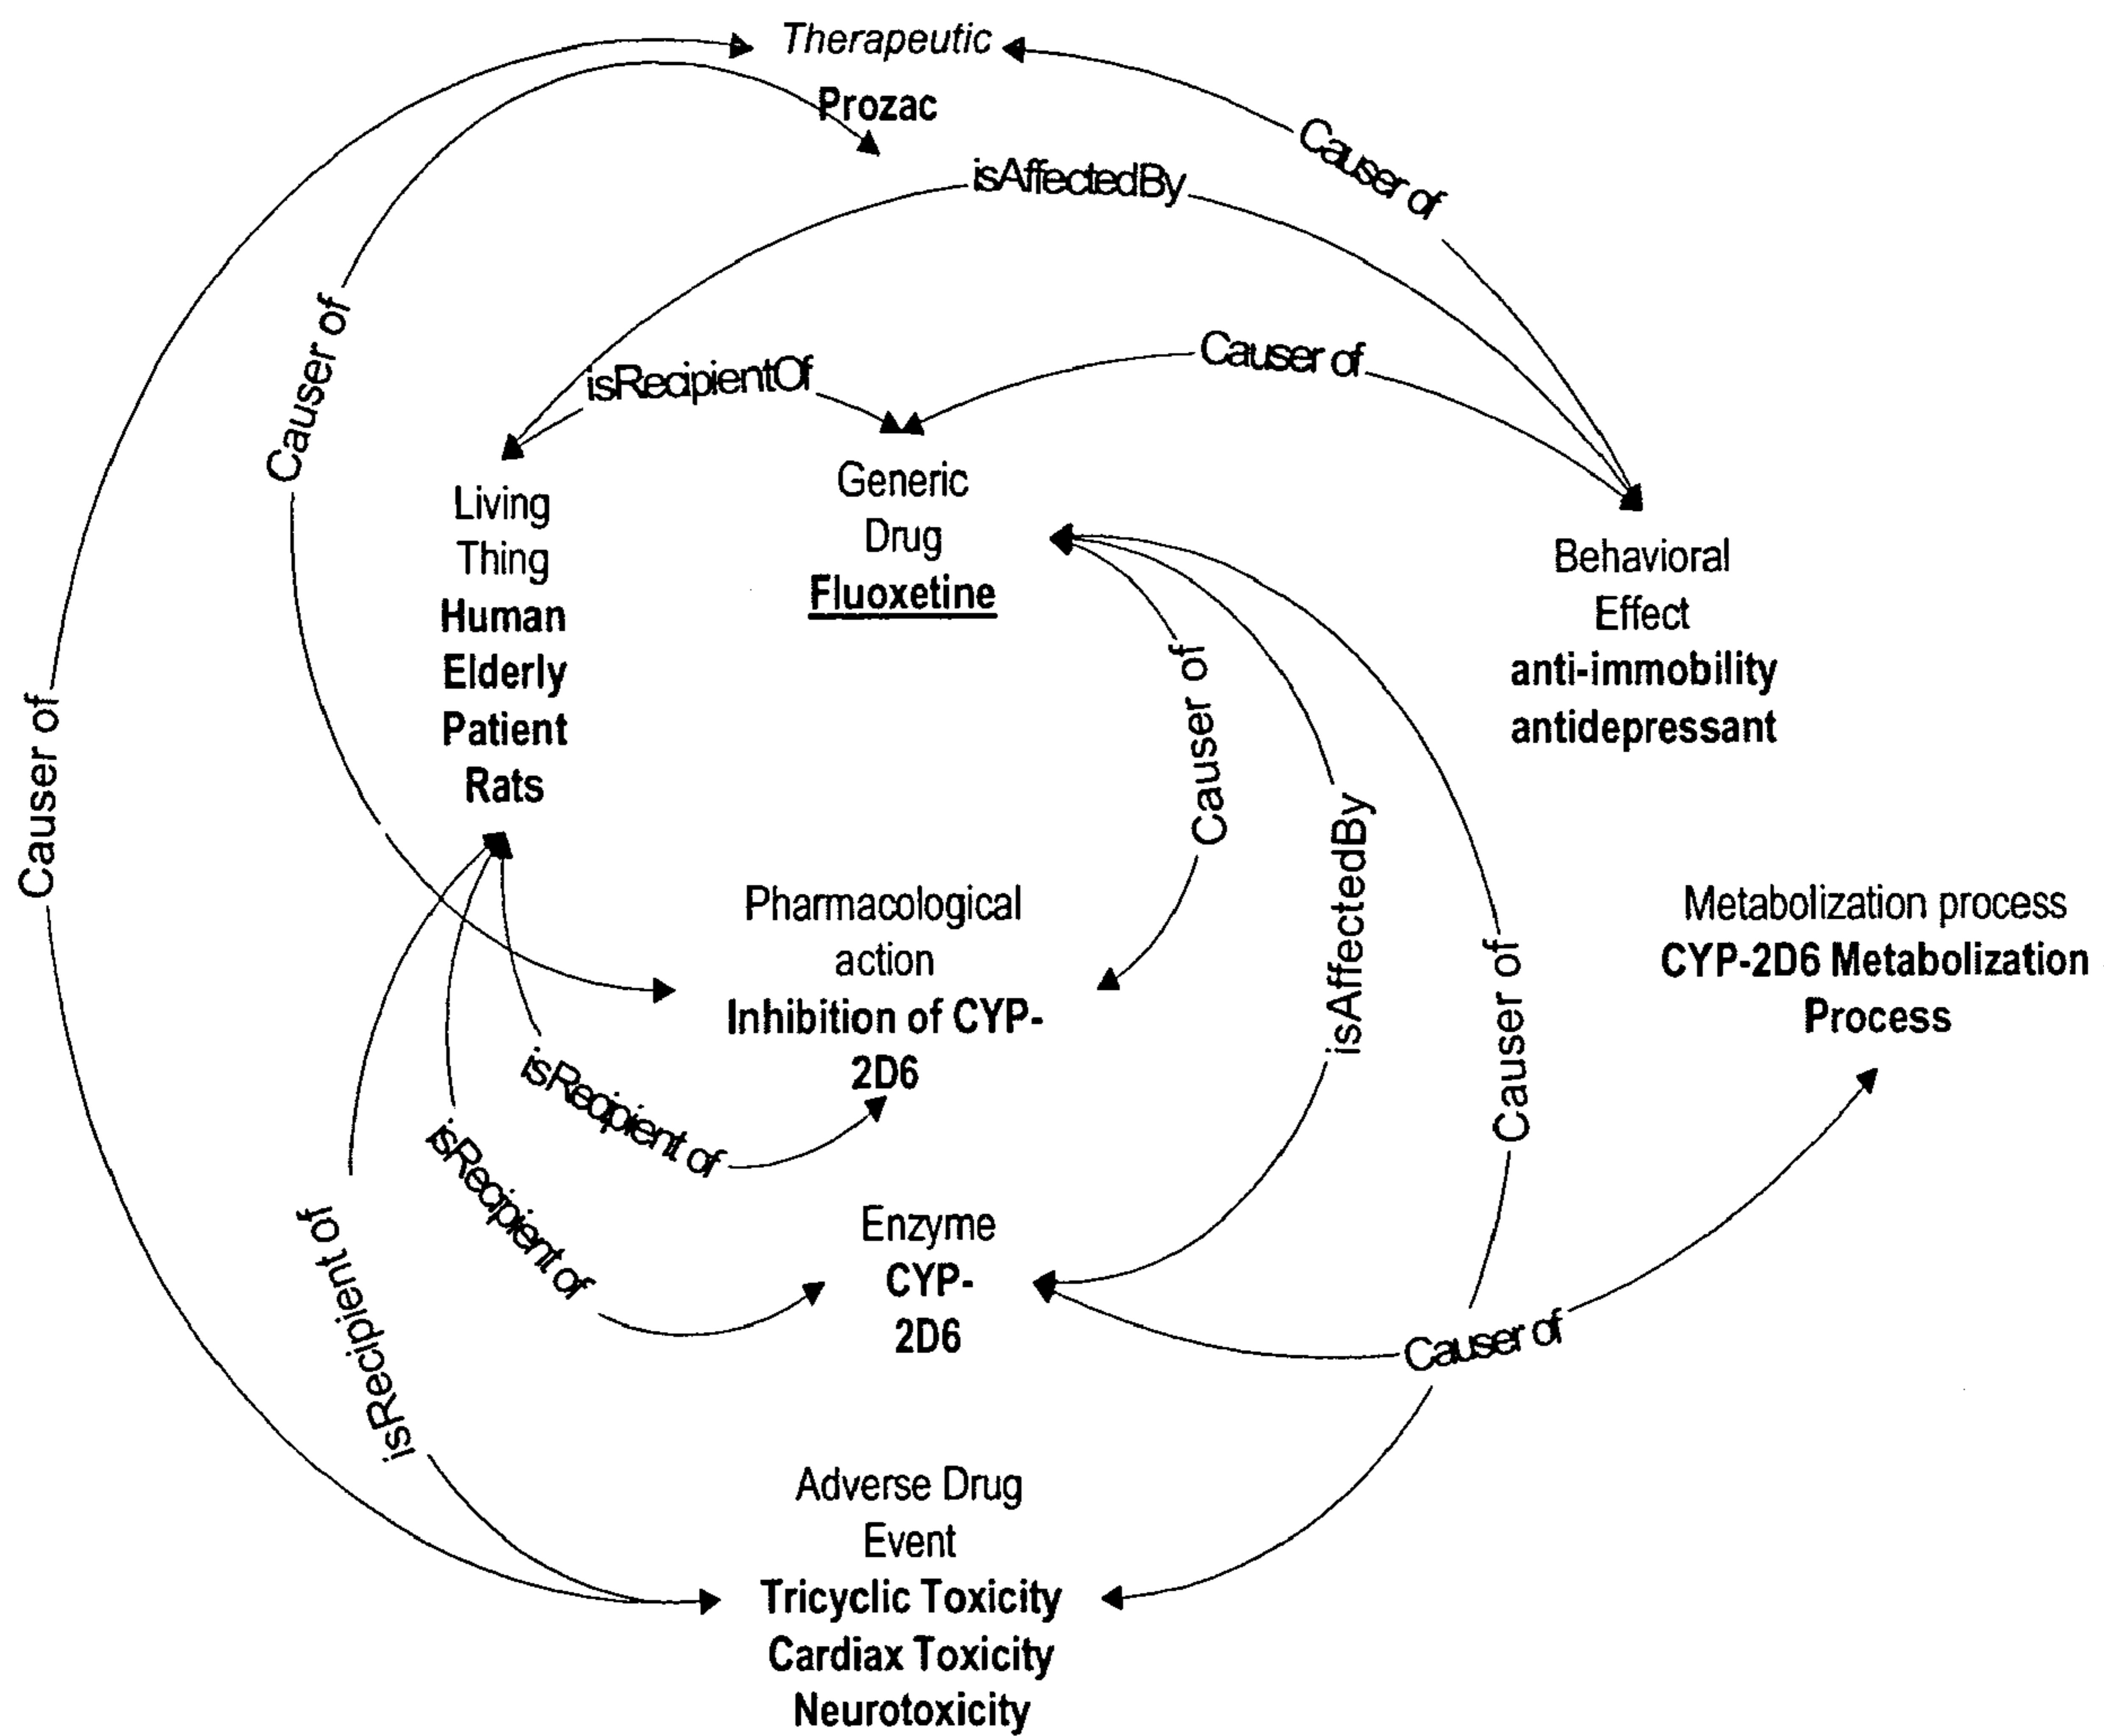 Therapeutic
Prozac
Causer of
isAffectedBy
Causer of
isRecipientOf
Causer of
Living
Thing
Human
Elderly
Patient
Rats
Generic
Drug
Fluoxetine
Behavioral
Effect
anti-immobility
antidepressant
Causer of
Causer of
isAffectedBy
Causer of
Pharmacological
action
Inhibition of CYP-
2D6
Metabolization process
CYP-2D6 Metabolization
Process
isRecipient of
isRecipient of
isRecipient of
Enzyme
CYP-
2D6
Causer of
Adverse Drug
Event
Tricyclic Toxicity
Cardiax Toxicity
Neurotoxicity